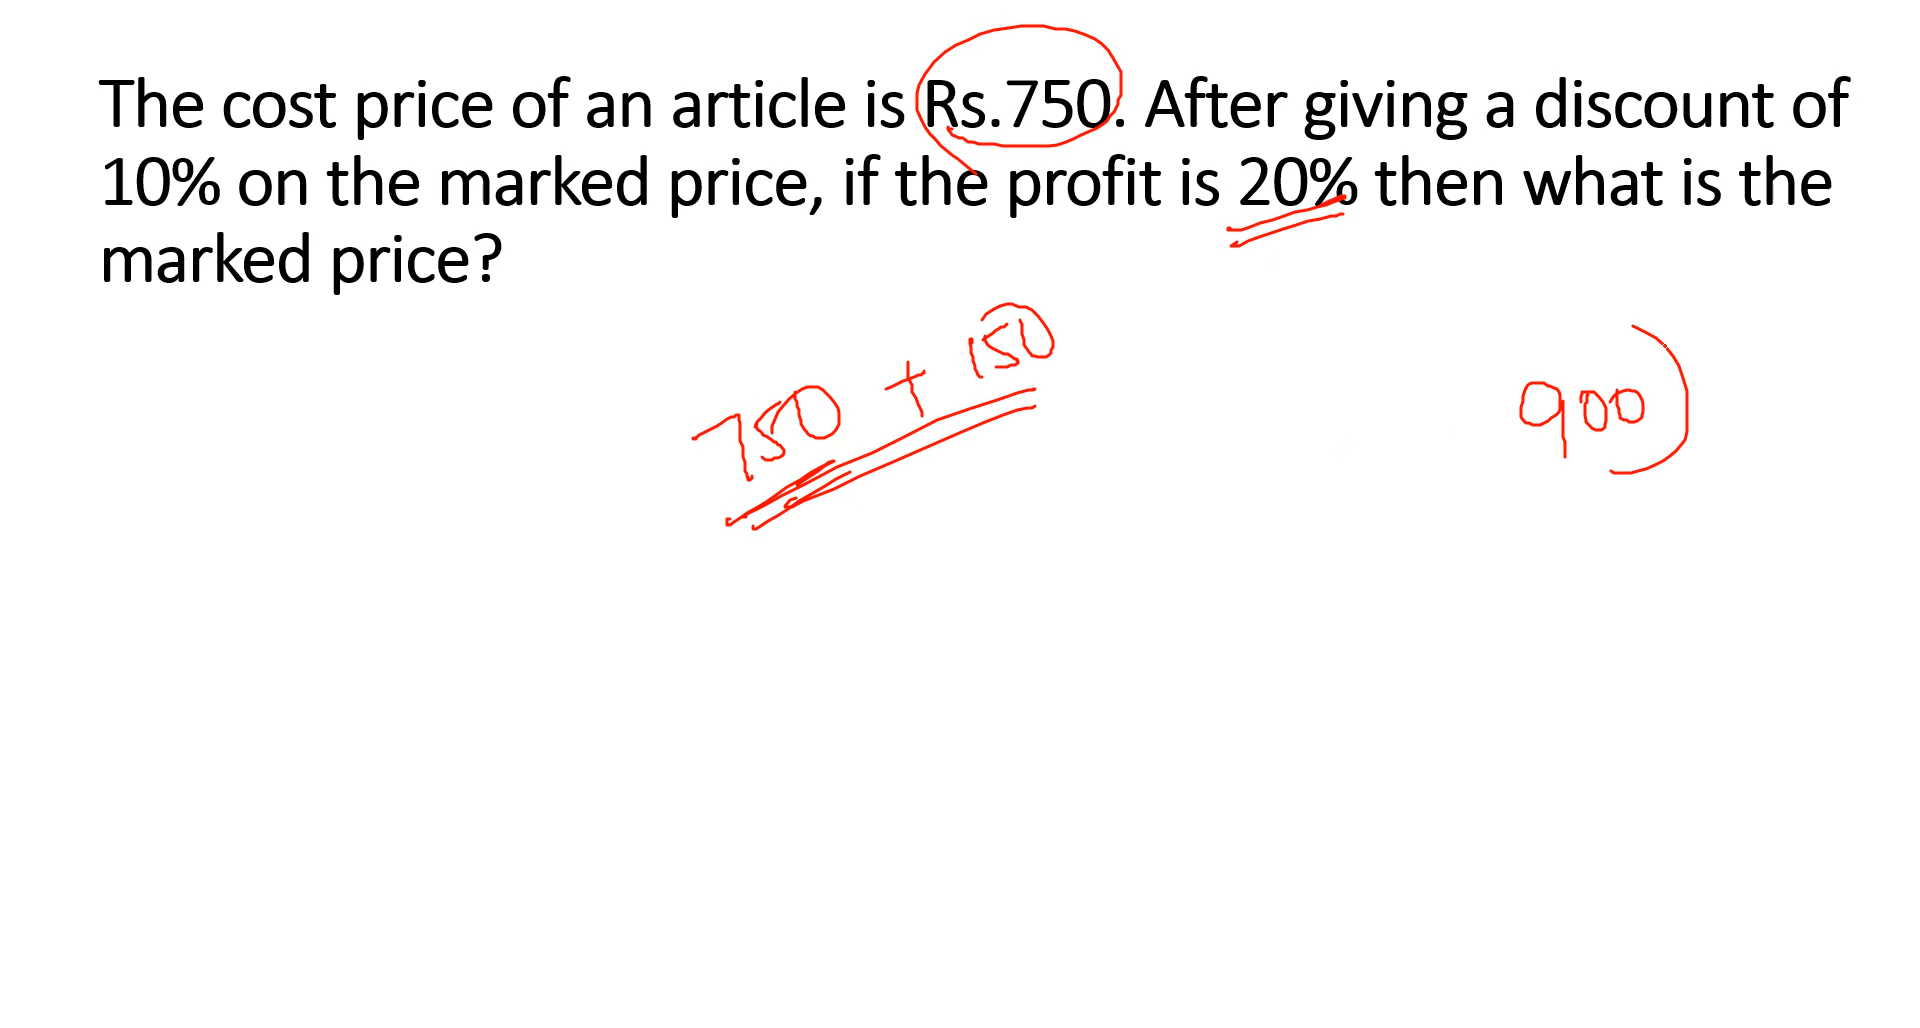 The cost price of an article is Rs.750. After giving a discount of
10% on the marked price, if the profit is 20% then what is the
marked price?
750 + 150
900